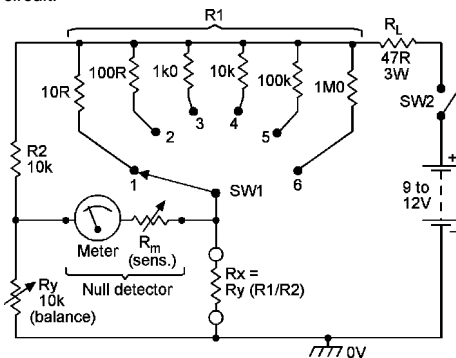 circuit.
R1
RL
47R
3W
10R
100R
1k0
10k
100k
1M0
SW2
2
3
4
5
R2
10k
1
6
SW1
+
9 to
12V
−
Meter
Rm
(sens.)
Rx =
Ry (R1/R2)
Null detector
Ry
10k
(balance)
0V